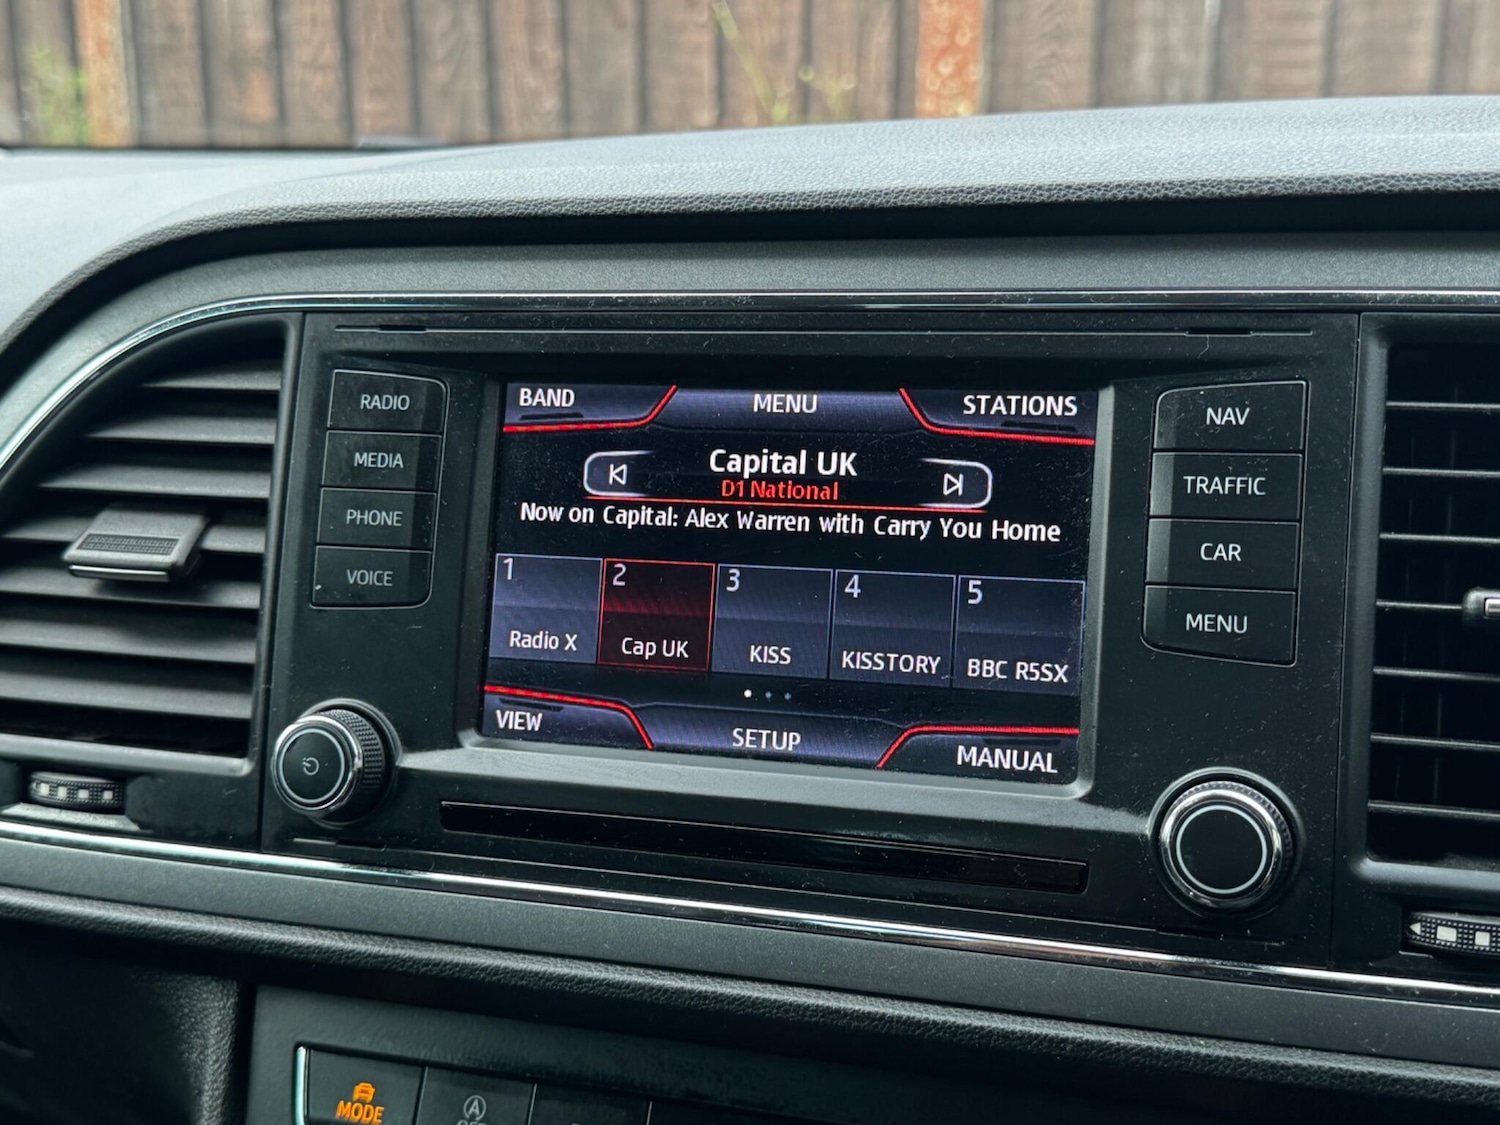 RADIO
MEDIA
PHONE
VOICE
BAND
MENU
STATIONS
Capital UK
D1 National
Now on Capital: Alex Warren with Carry You Home
1
Radio X
2
Cap UK
3
KISS
4
KISSTORY
5
BBC R5SX
VIEW
SETUP
MANUAL
NAV
TRAFFIC
CAR
MENU
MODE
A